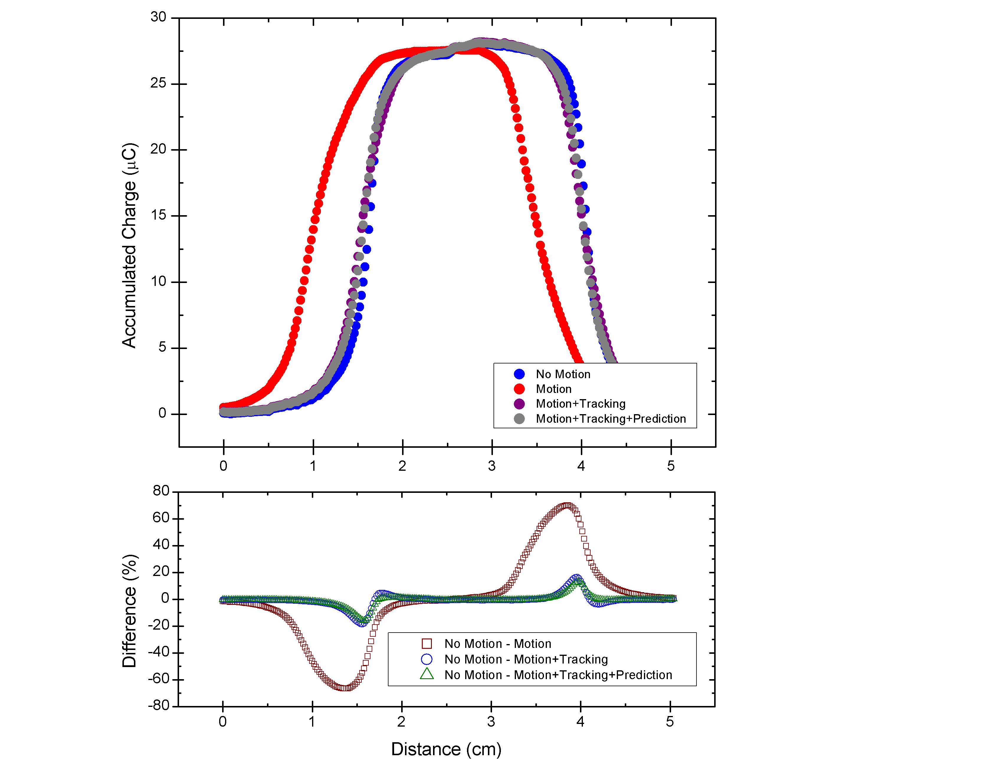 30
25
20
15
10
5
0
Accumulated Charge (μC)
No Motion
Motion
Motion+Tracking
Motion+Tracking+Prediction
0 1 2 3 4 5
80
60
40
20
0
-20
-40
-60
-80
Difference (%)
No Motion - Motion
No Motion - Motion+Tracking
No Motion - Motion+Tracking+Prediction
0 1 2 3 4 5
Distance (cm)